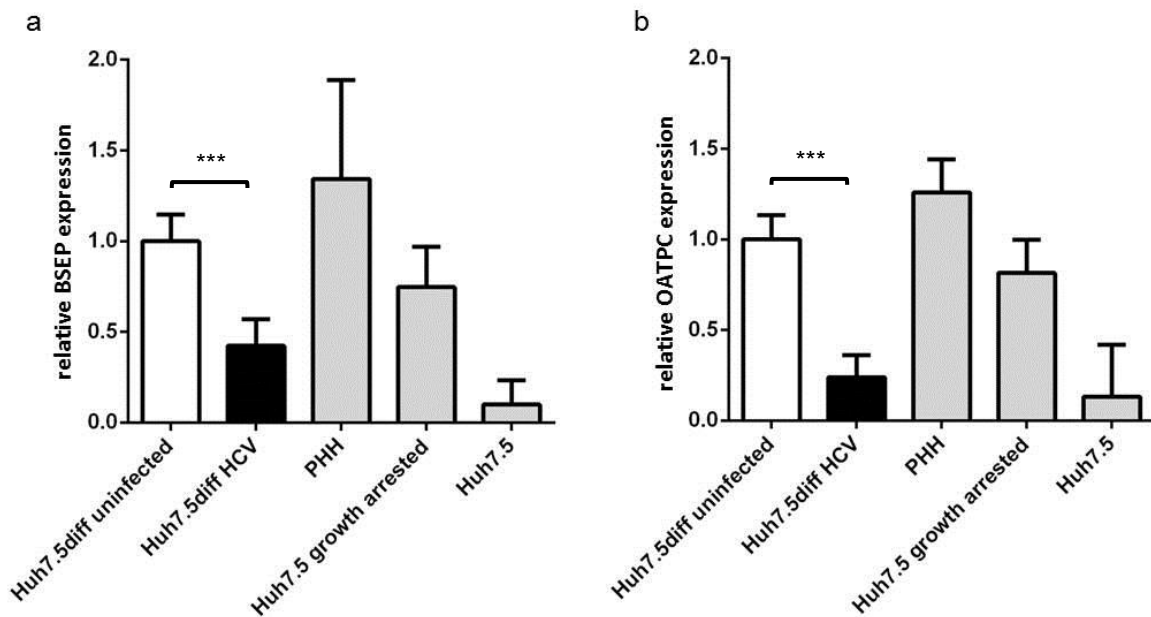 a
relative BSEP expression
2.0
1.5
1.0
0.5
0.0
***
Huh7.5diff uninfected
Huh7.5diff HCV
PHH
Huh7.5 growth arrested
Huh7.5
b
relative OATPC expression
2.0
1.5
1.0
0.5
0.0
***
Huh7.5diff uninfected
Huh7.5diff HCV
PHH
Huh7.5 growth arrested
Huh7.5